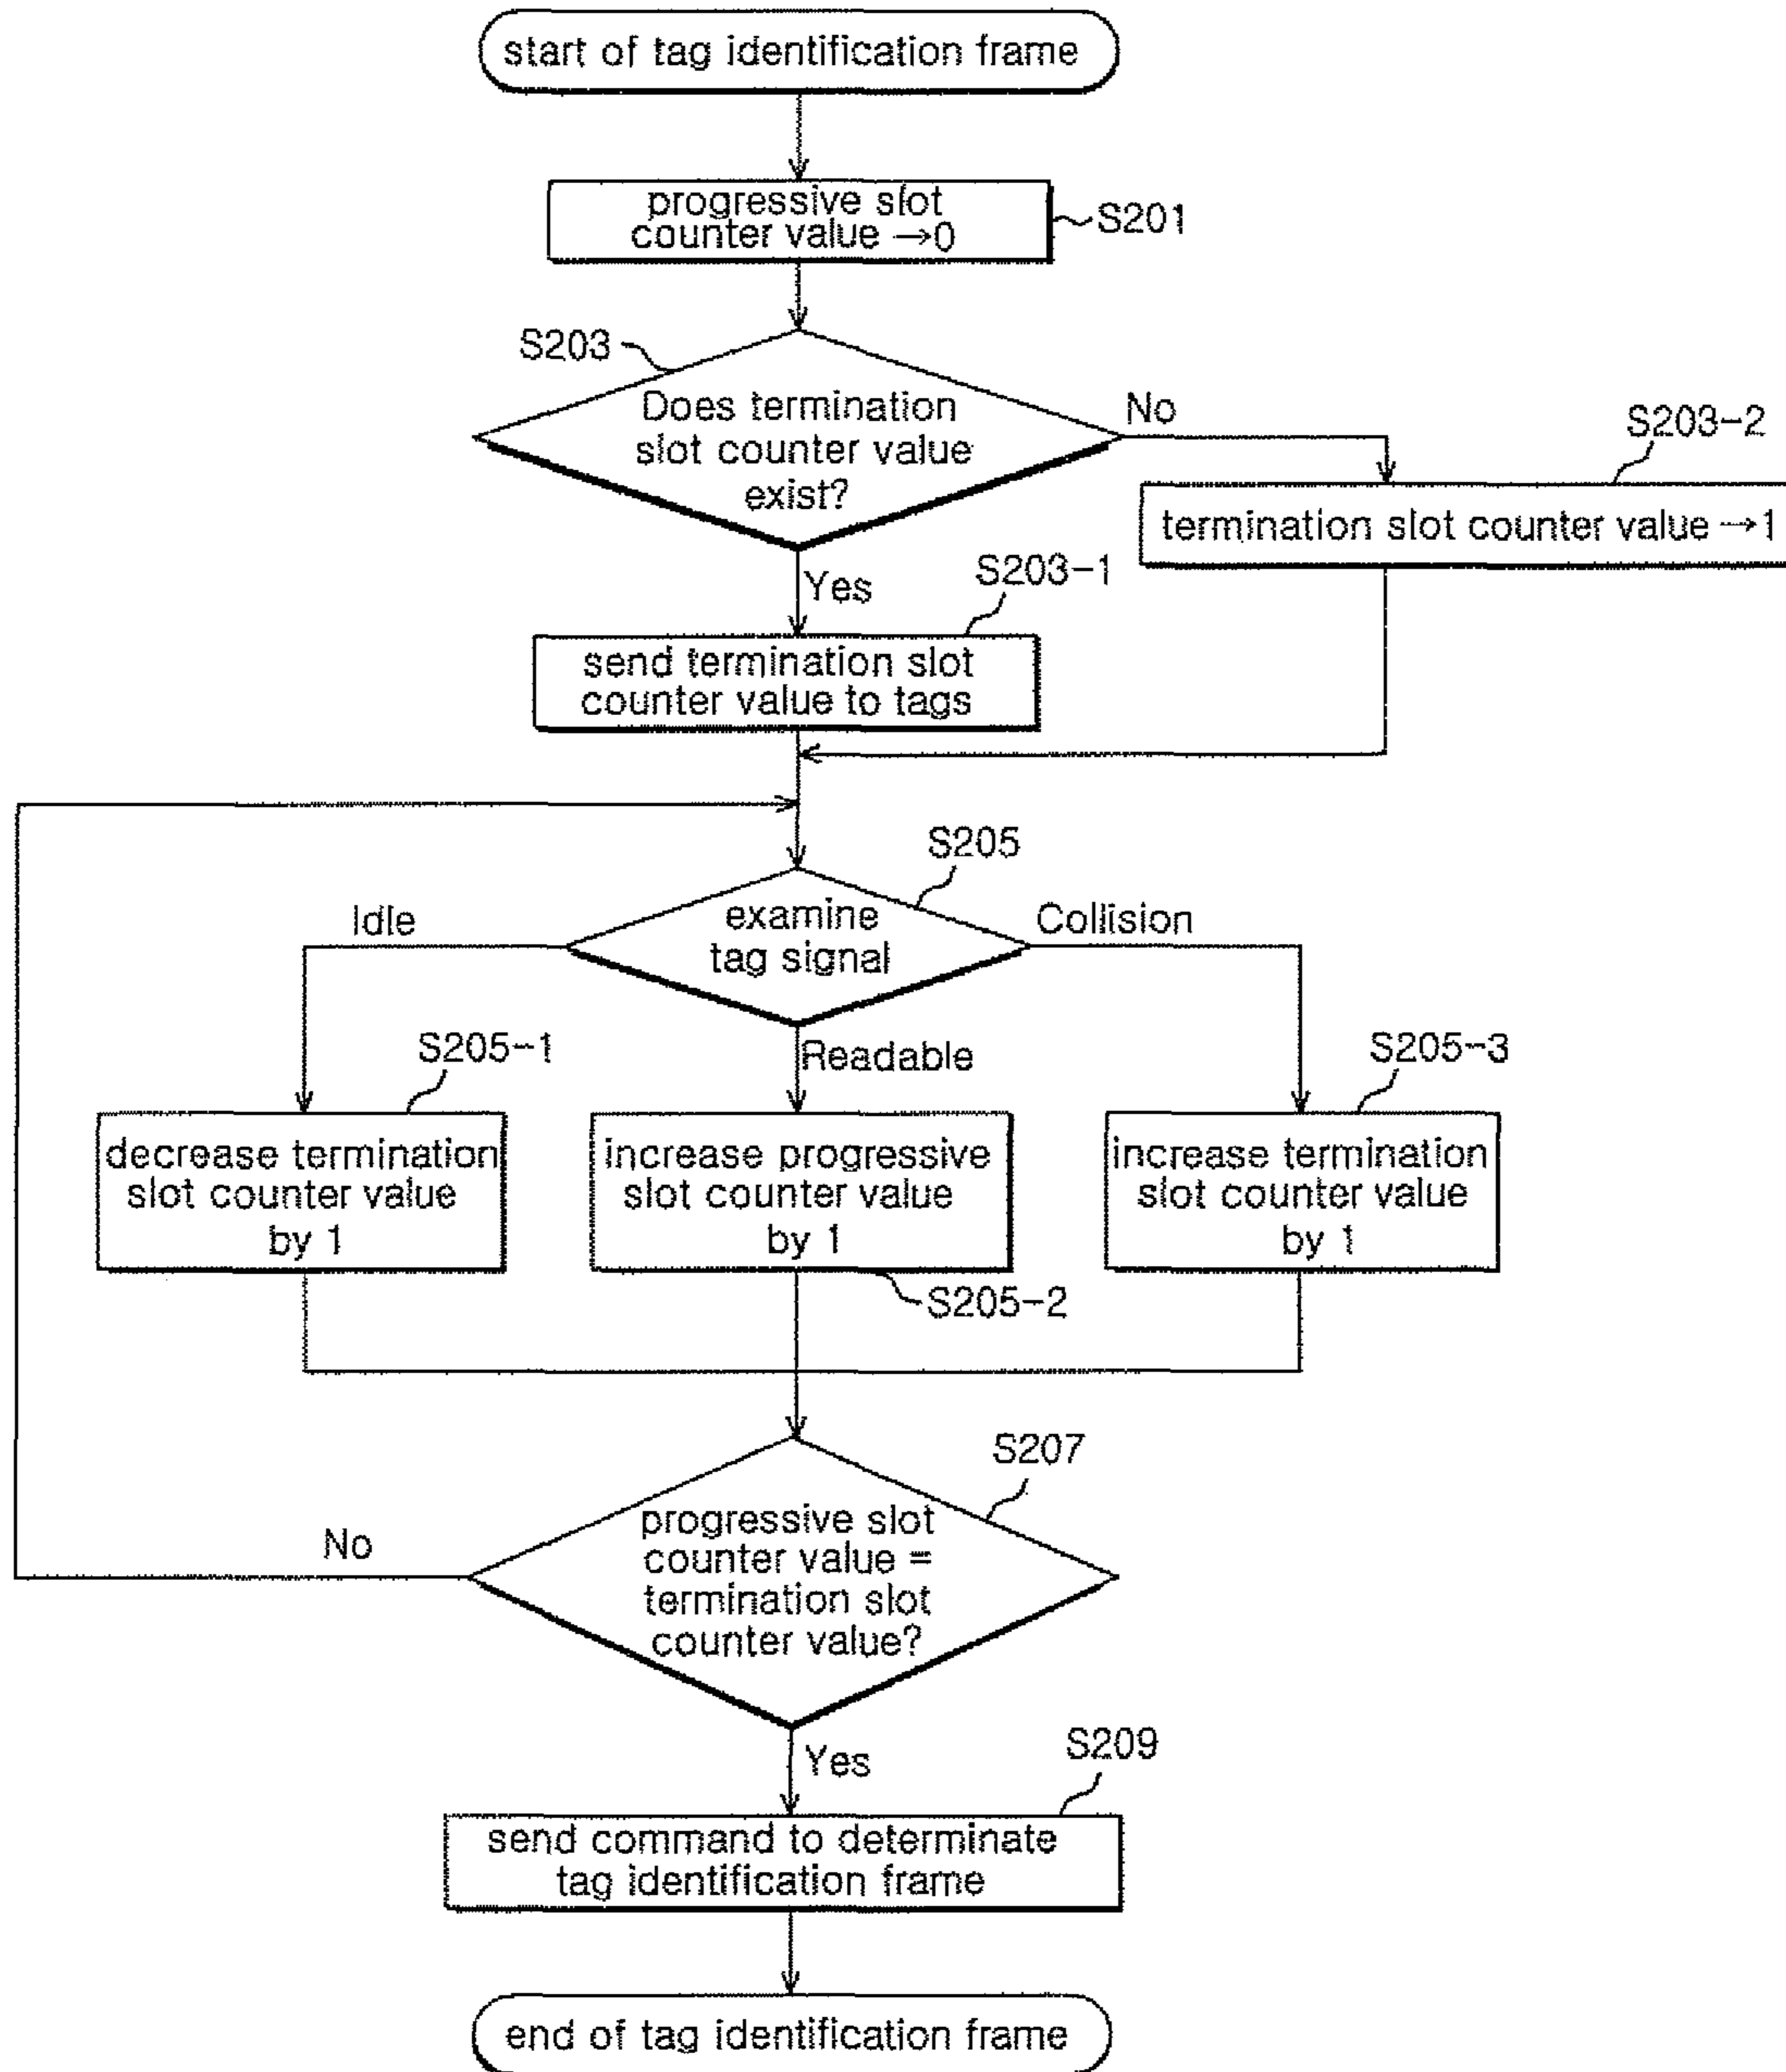 start of tag identification frame
progressive slot
counter value →0
S201
S203
Does termination
slot counter value
exist?
No
S203-2
termination slot counter value →1
Yes
S203-1
send termination slot
counter value to tags
S205
examine
tag signal
Idle
Collision
Readable
S205-1
S205-3
decrease termination
slot counter value
by 1
increase progressive
slot counter value
by 1
increase termination
slot counter value
by 1
S205-2
S207
progressive slot
counter value =
termination slot
counter value?
No
Yes
S209
send command to determinate
tag identification frame
end of tag identification frame